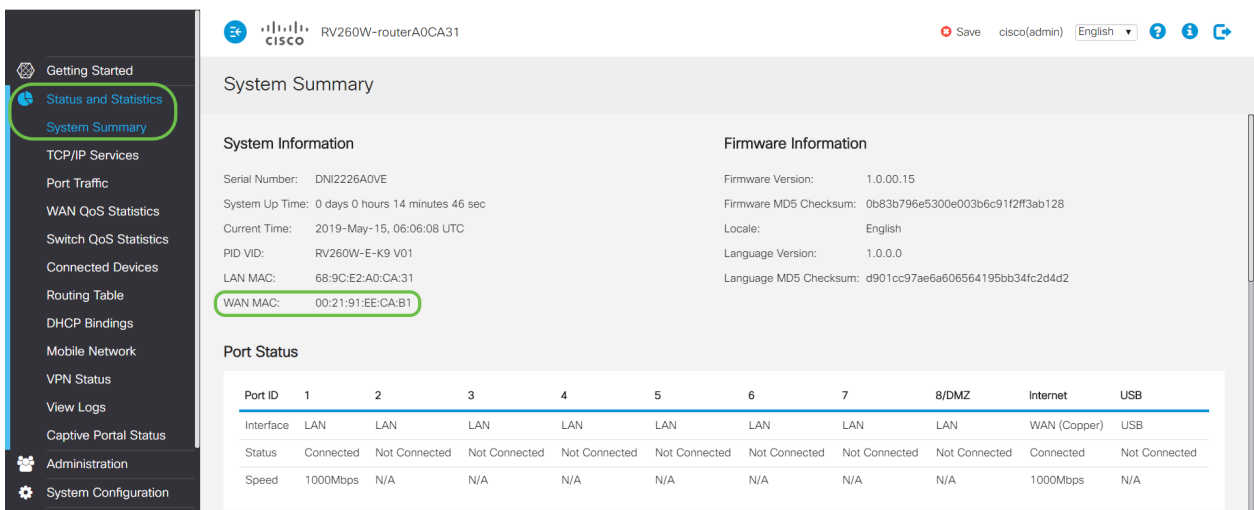 CISCO RV260W-routerA0CA31 Save cisco(admin) English
Getting Started
Status and Statistics
System Summary
TCP/IP Services
Port Traffic
WAN QoS Statistics
Switch QoS Statistics
Connected Devices
Routing Table
DHCP Bindings
Mobile Network
VPN Status
View Logs
Captive Portal Status
Administration
System Configuration
System Summary
System Information
Serial Number: DNI2226A0VE
System Up Time: 0 days 0 hours 14 minutes 46 sec
Current Time: 2019-May-15, 06:06:08 UTC
PID VID: RV260W-E-K9 V01
LAN MAC: 68:9C:E2:A0:CA:31
WAN MAC: 00:21:91:EE:CA:B1
Firmware Information
Firmware Version: 1.0.00.15
Firmware MD5 Checksum: 0b83b796e5300e003b6c91f2ff3ab128
Locale: English
Language Version: 1.0.0.0
Language MD5 Checksum: d901cc97ae6a606564195bb34fc2d4d2
Port Status
Port ID 1 2 3 4 5 6 7 8/DMZ Internet USB
Interface LAN LAN LAN LAN LAN LAN LAN LAN WAN (Copper) USB
Status Connected Not Connected Not Connected Not Connected Not Connected Not Connected Not Connected Not Connected Connected Not Connected
Speed 1000Mbps N/A N/A N/A N/A N/A N/A N/A 1000Mbps N/A